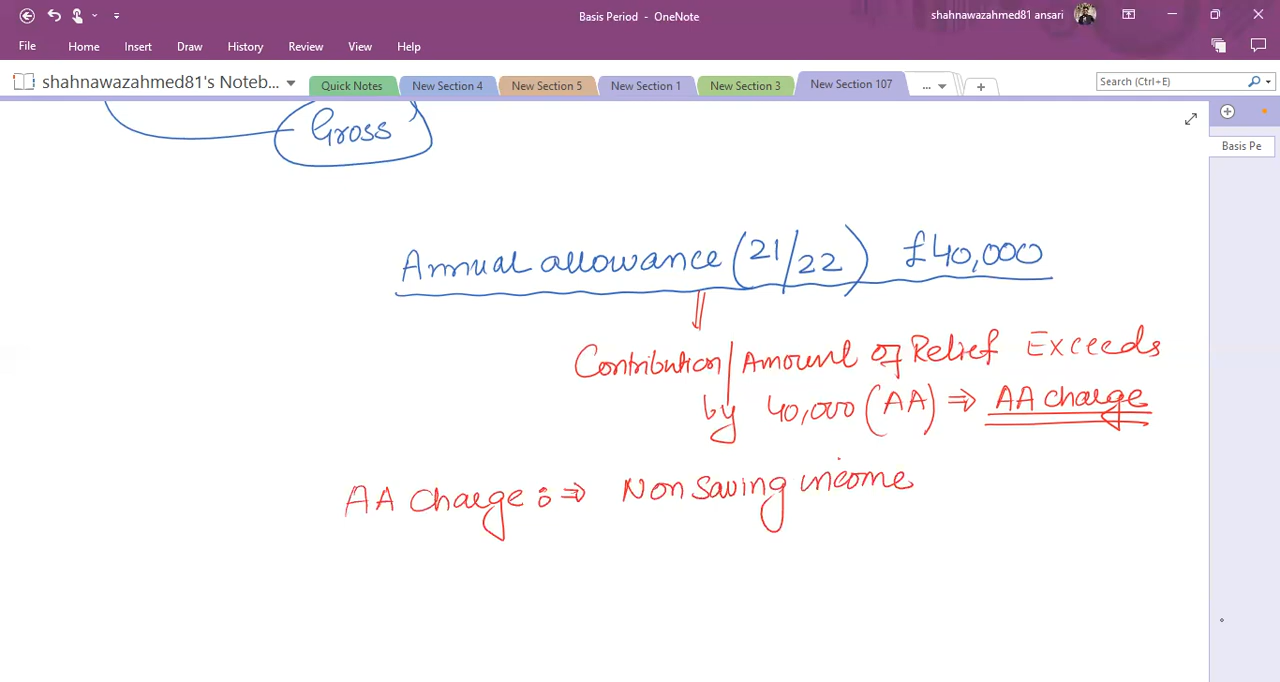 Basis Period - OneNote
shahnawazahmed81 ansari
File Home Insert Draw History Review View Help
shahnawazahmed81's Noteb...
Quick Notes
New Section 4
New Section 5
New Section 1
New Section 3
New Section 107
...
Search (Ctrl+E)
Basis Pe
Gross
Annual allowance (21/22) £40,000
Contribution/Amount of Relief Exceeds
by 40,000 (AA) ⇒ AA charge
AA Charge :⇒ Non Saving income